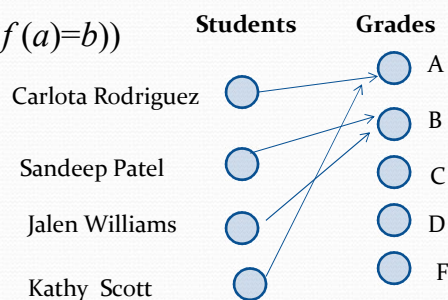 f (a)=b))
Students Grades
A
Carlota Rodriguez
B
Sandeep Patel
C
Jalen Williams
D
F
Kathy Scott